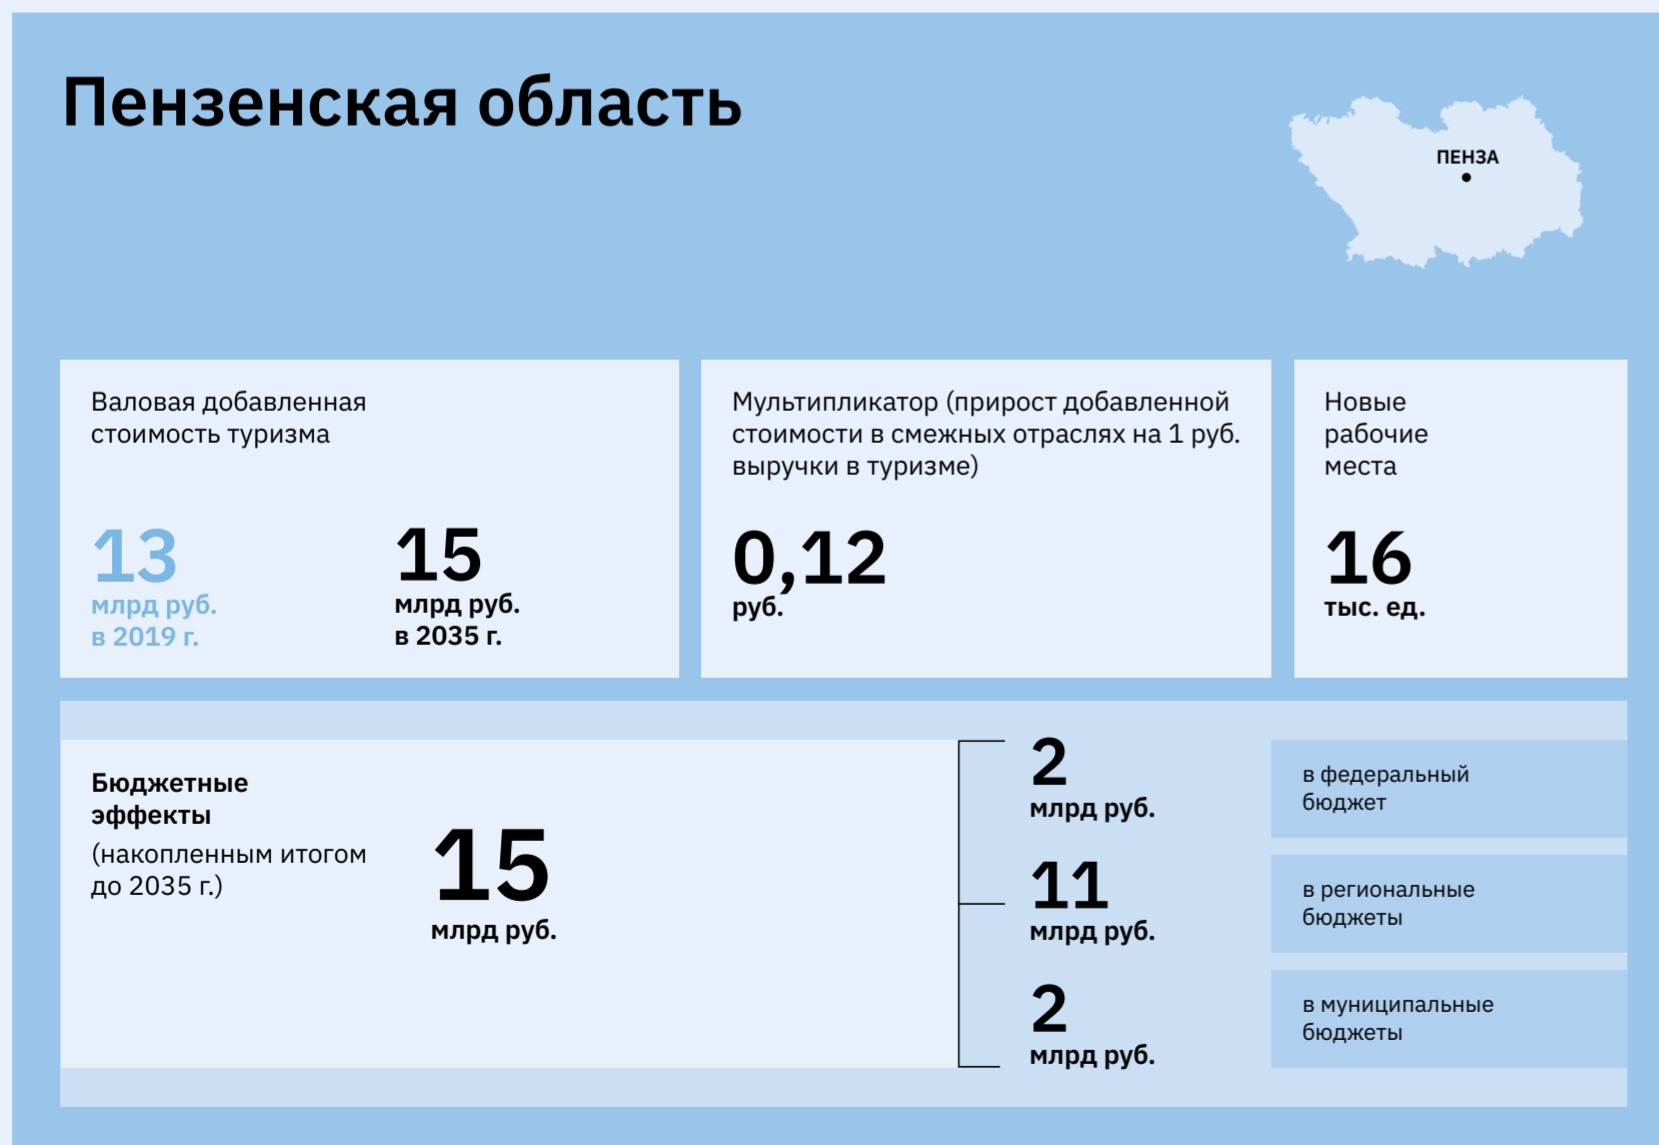 Пензенская область
ПЕНЗА
Валовая добавленная
стоимость туризма
13
млрд руб.
в 2019 г.
15
млрд руб.
в 2035 г.
Мультипликатор (прирост добавленной
стоимости в смежных отраслях на 1 руб.
выручки в туризме)
0,12
руб.
Новые
рабочие
места
16
тыс. ед.
Бюджетные
эффекты
(накопленным итогом
до 2035 г.)
15
млрд руб.
2
млрд руб.
в федеральный
бюджет
11
млрд руб.
в региональные
бюджеты
2
млрд руб.
в муниципальные
бюджеты